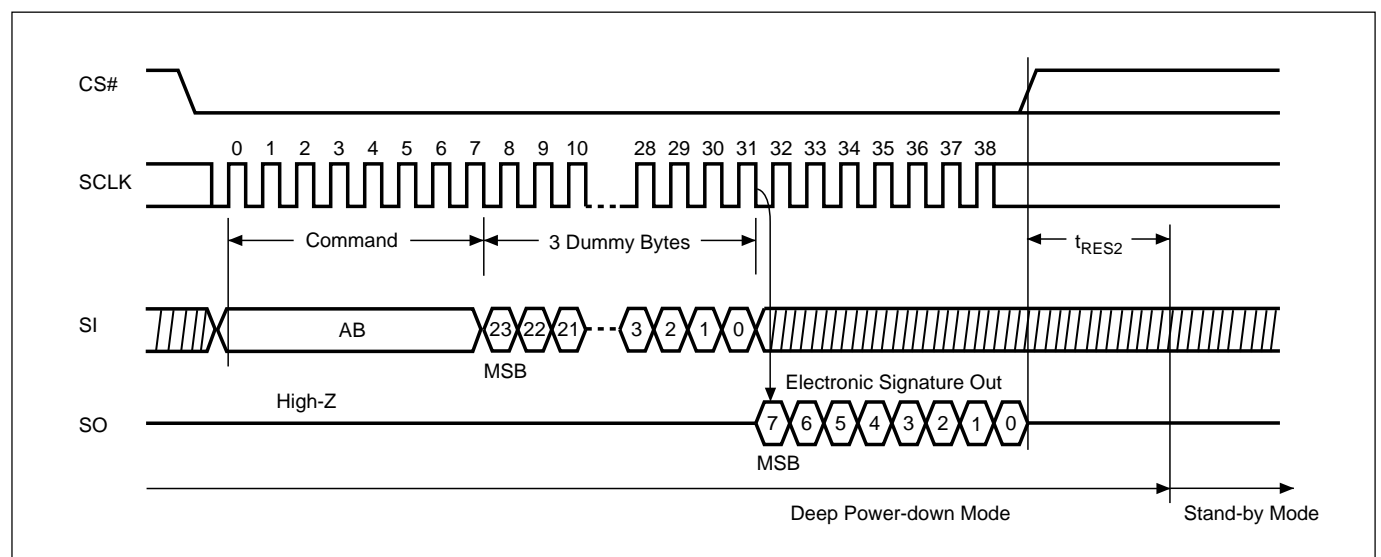 CS#
0 1 2 3 4 5 6 7 8 9 10 28 29 30 31 32 33 34 35 36 37 38
SCLK
Command 3 Dummy Bytes tRES2
SI AB 23 22 21 3 2 1 0
MSB
High-Z Electronic Signature Out
SO 7 6 5 4 3 2 1 0
MSB
Deep Power-down Mode Stand-by Mode